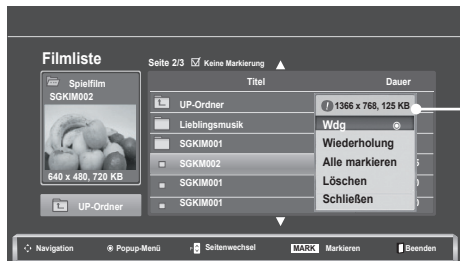 Filmliste
Seite 2/3 Keine Markierung
Spielfilm
SGKIM002
640 x 480, 720 KB
UP-Ordner
Titel Dauer
UP-Ordner
Lieblingsmusik
SGKIM001
SGKIM002
SGKIM001
SGKIM001
1366 x 768, 125 KB
Wdg
Wiederholung
Alle markieren
Löschen
Schließen
Navigation Popup-Menü P Seitenwechsel MARK Markieren Beenden